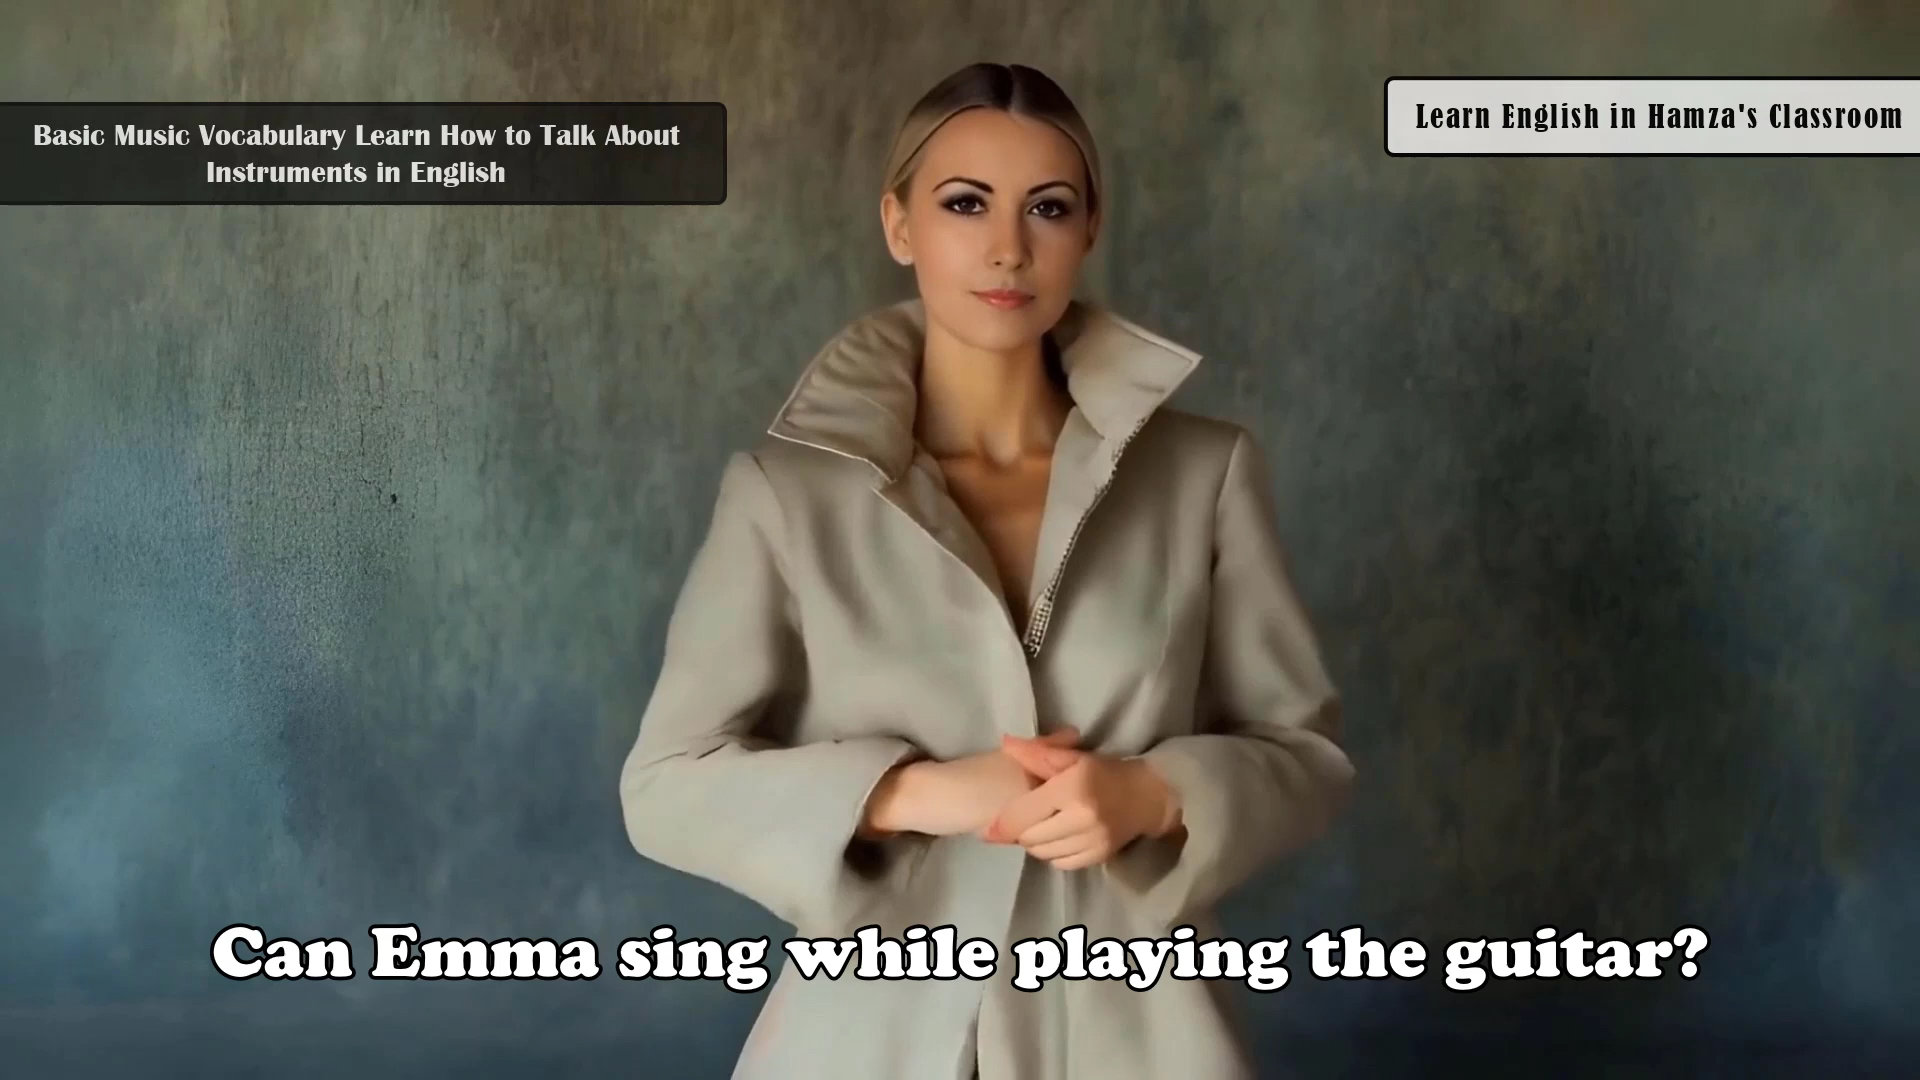 Basic Music Vocabulary Learn How to Talk About
Instruments in English
Learn English in Hamza's Classroom
Can Emma sing while playing the guitar?